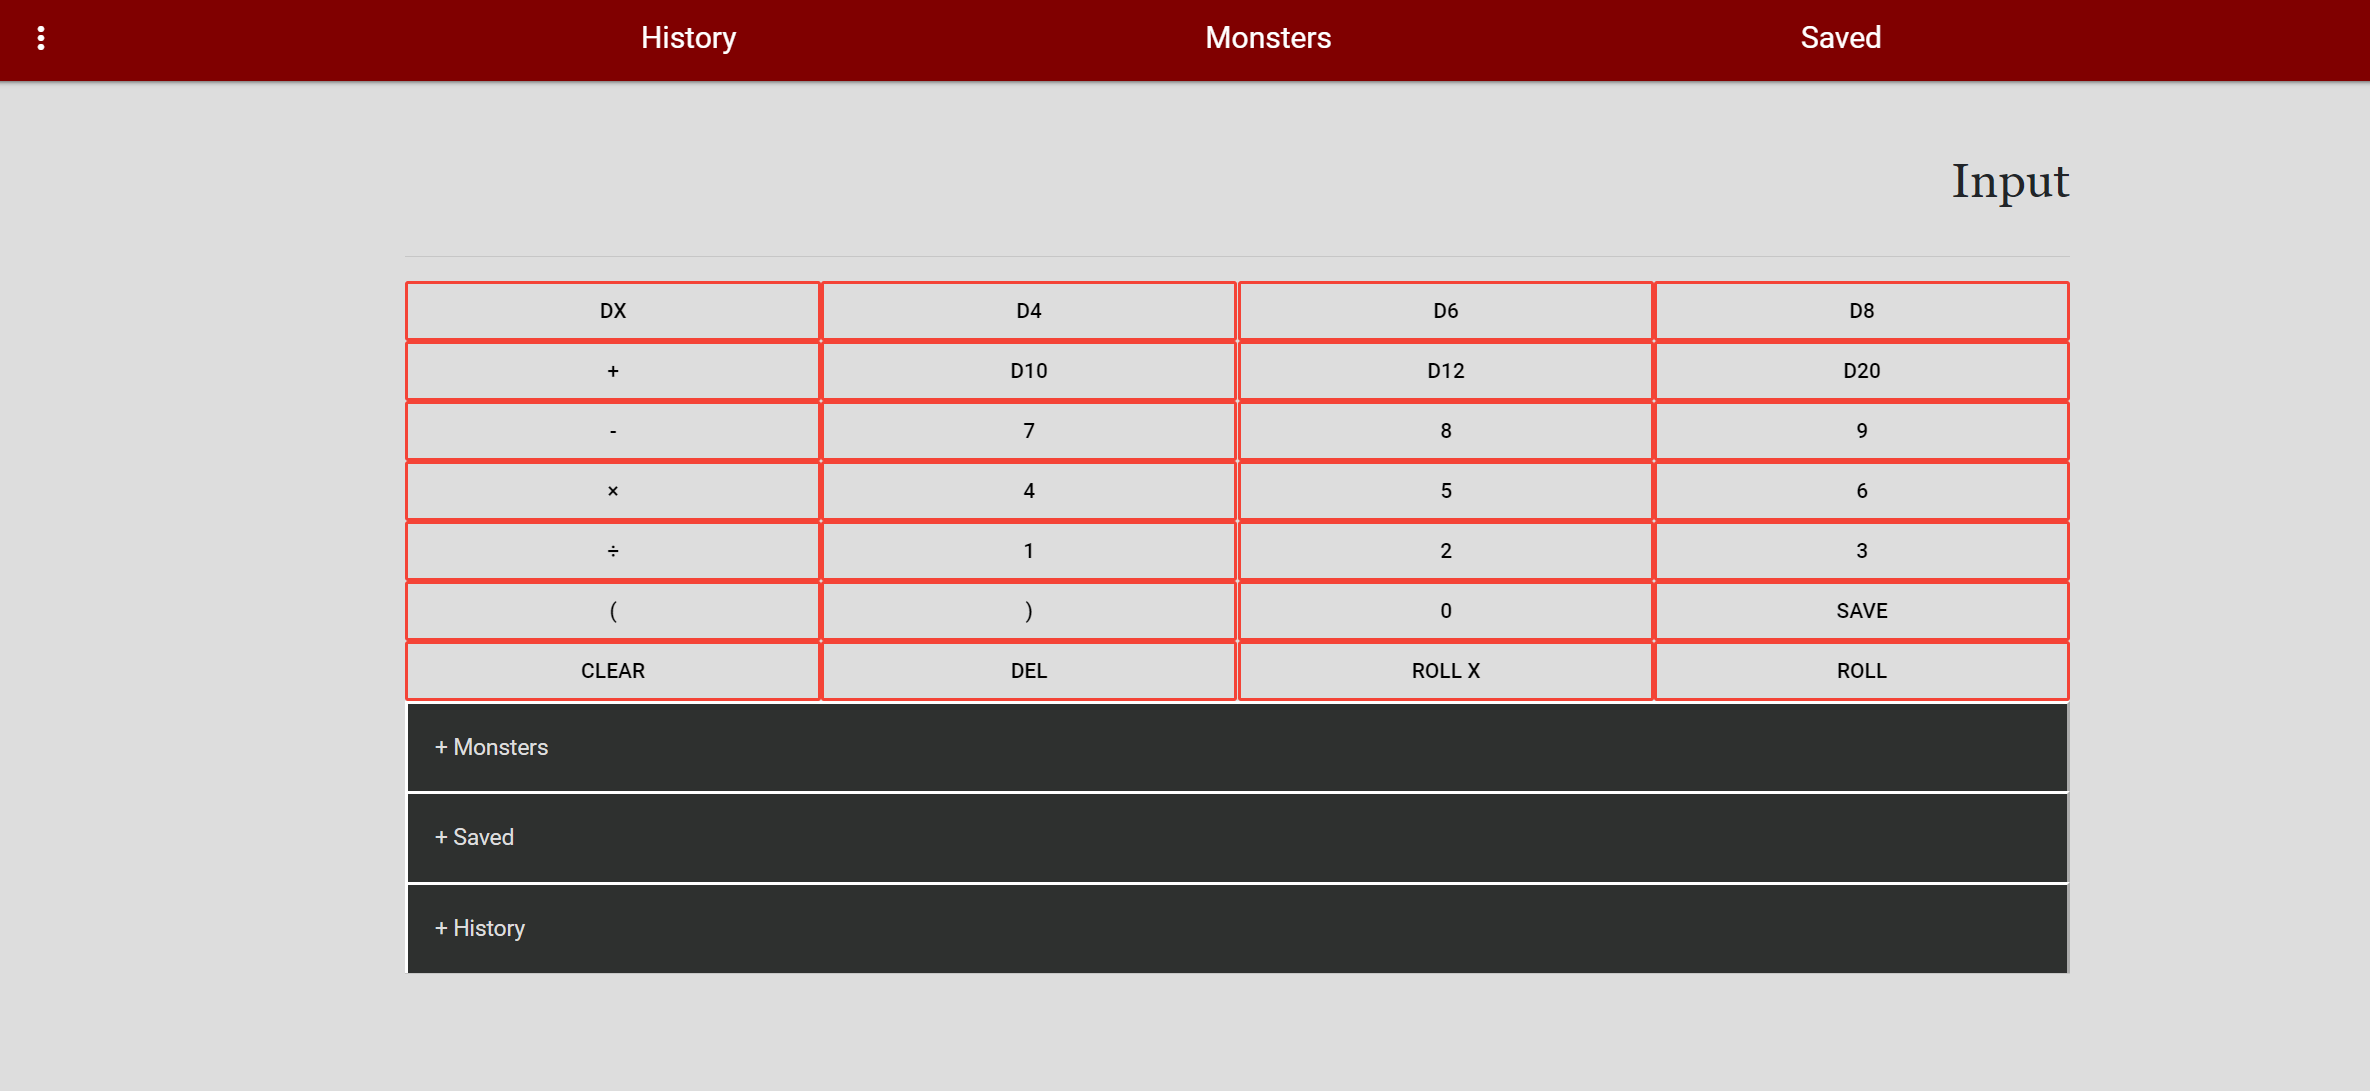 History Monsters Saved
Input
DX D4 D6 D8
+ D10 D12 D20
- 7 8 9
× 4 5 6
÷ 1 2 3
( ) 0 SAVE
CLEAR DEL ROLL X ROLL
+ Monsters
+ Saved
+ History